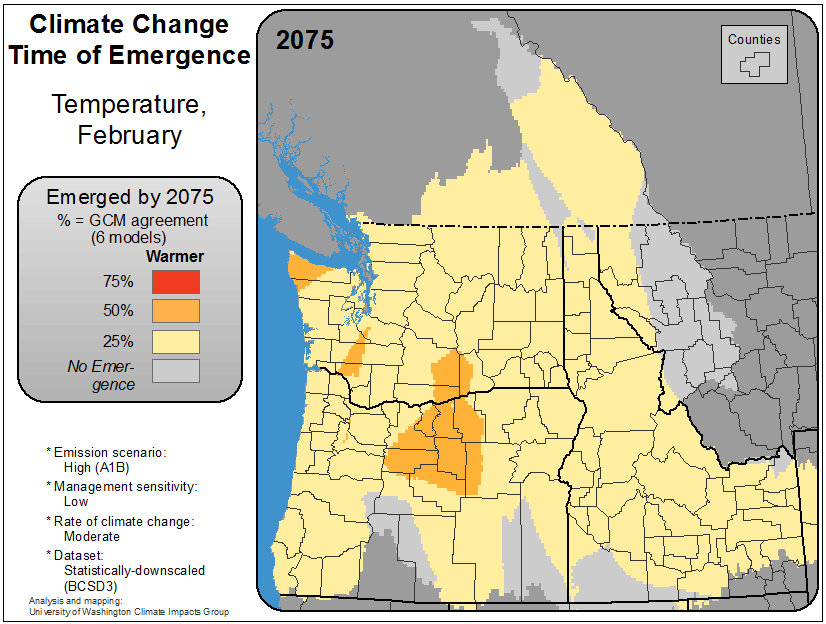 Climate Change
Time of Emergence
Temperature,
February
Emerged by 2075
% = GCM agreement
(6 models)
Warmer
75%
50%
25%
No Emer-
gence
* Emission scenario:
High (A1B)
* Management sensitivity:
Low
* Rate of climate change:
Moderate
* Dataset:
Statistically-downscaled
(BCSD3)
Analysis and mapping:
University of Washington Climate Impacts Group
2075
Counties